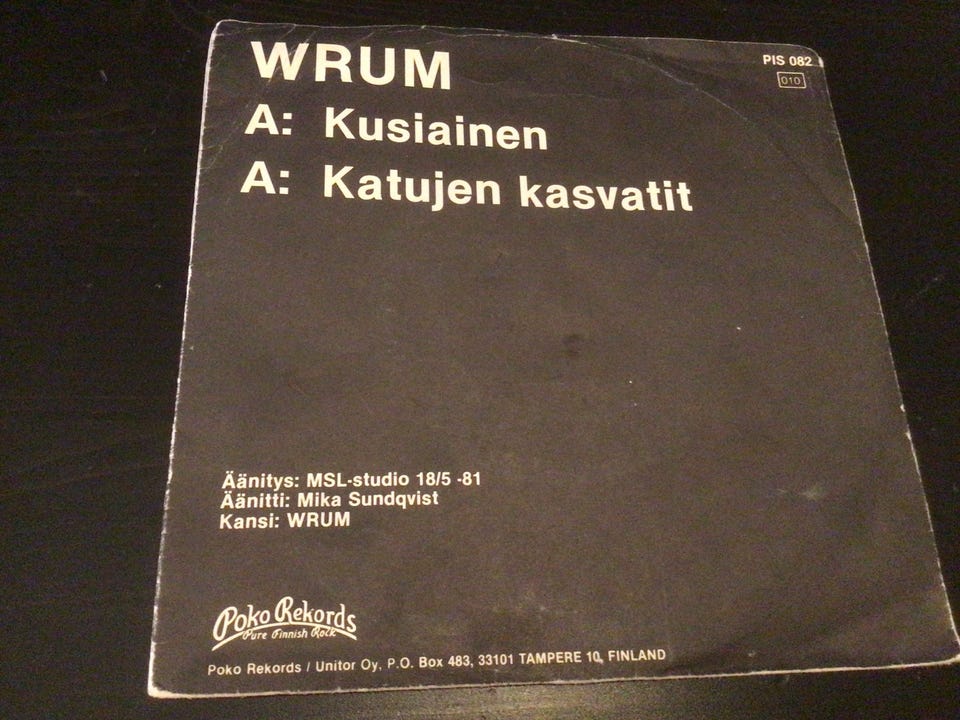 WRUM
PIS 082
010
A: Kusiainen
A: Katujen kasvatit
Äänitys: MSL-studio 18/5 -81
Äänitti: Mika Sundqvist
Kansi: WRUM
Poko Rekords
Pure Finnish Rock
Poko Rekords / Unitor Oy, P.O. Box 483, 33101 TAMPERE 10, FINLAND